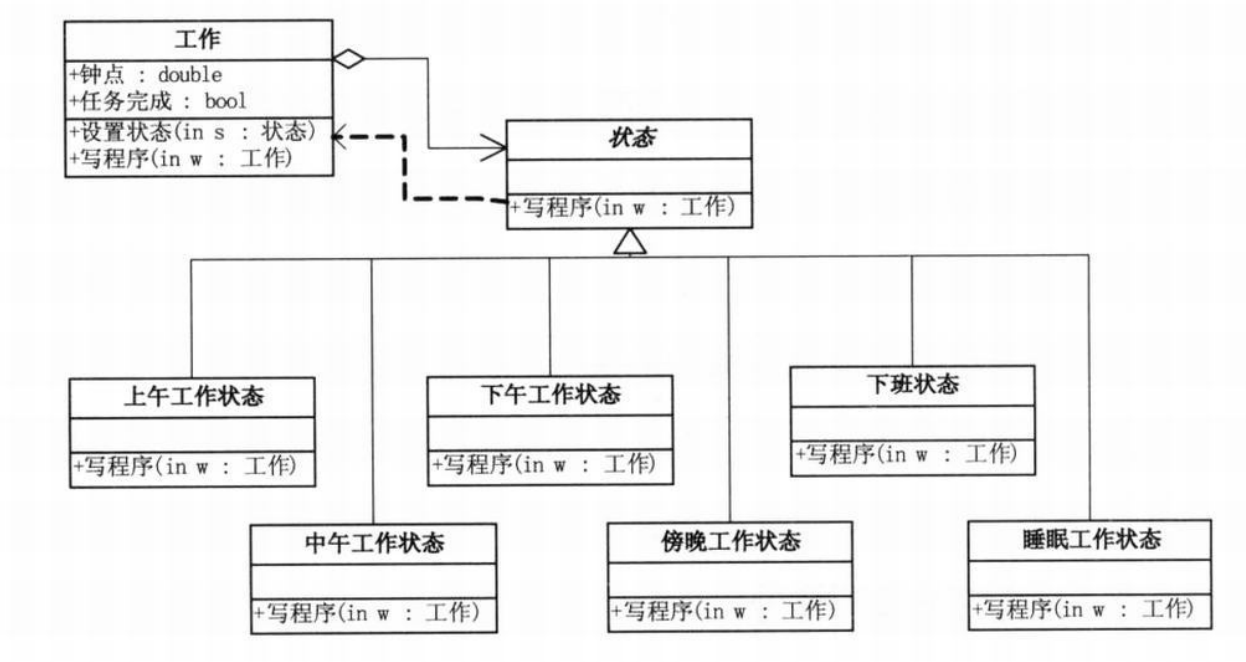 工作
+钟点 : double
+任务完成 : bool
+设置状态(in s : 状态)
+写程序(in w : 工作)
状态
+写程序(in w : 工作)
上午工作状态
+写程序(in w : 工作)
下午工作状态
+写程序(in w : 工作)
下班状态
+写程序(in w : 工作)
中午工作状态
+写程序(in w : 工作)
傍晚工作状态
+写程序(in w : 工作)
睡眠工作状态
+写程序(in w : 工作)